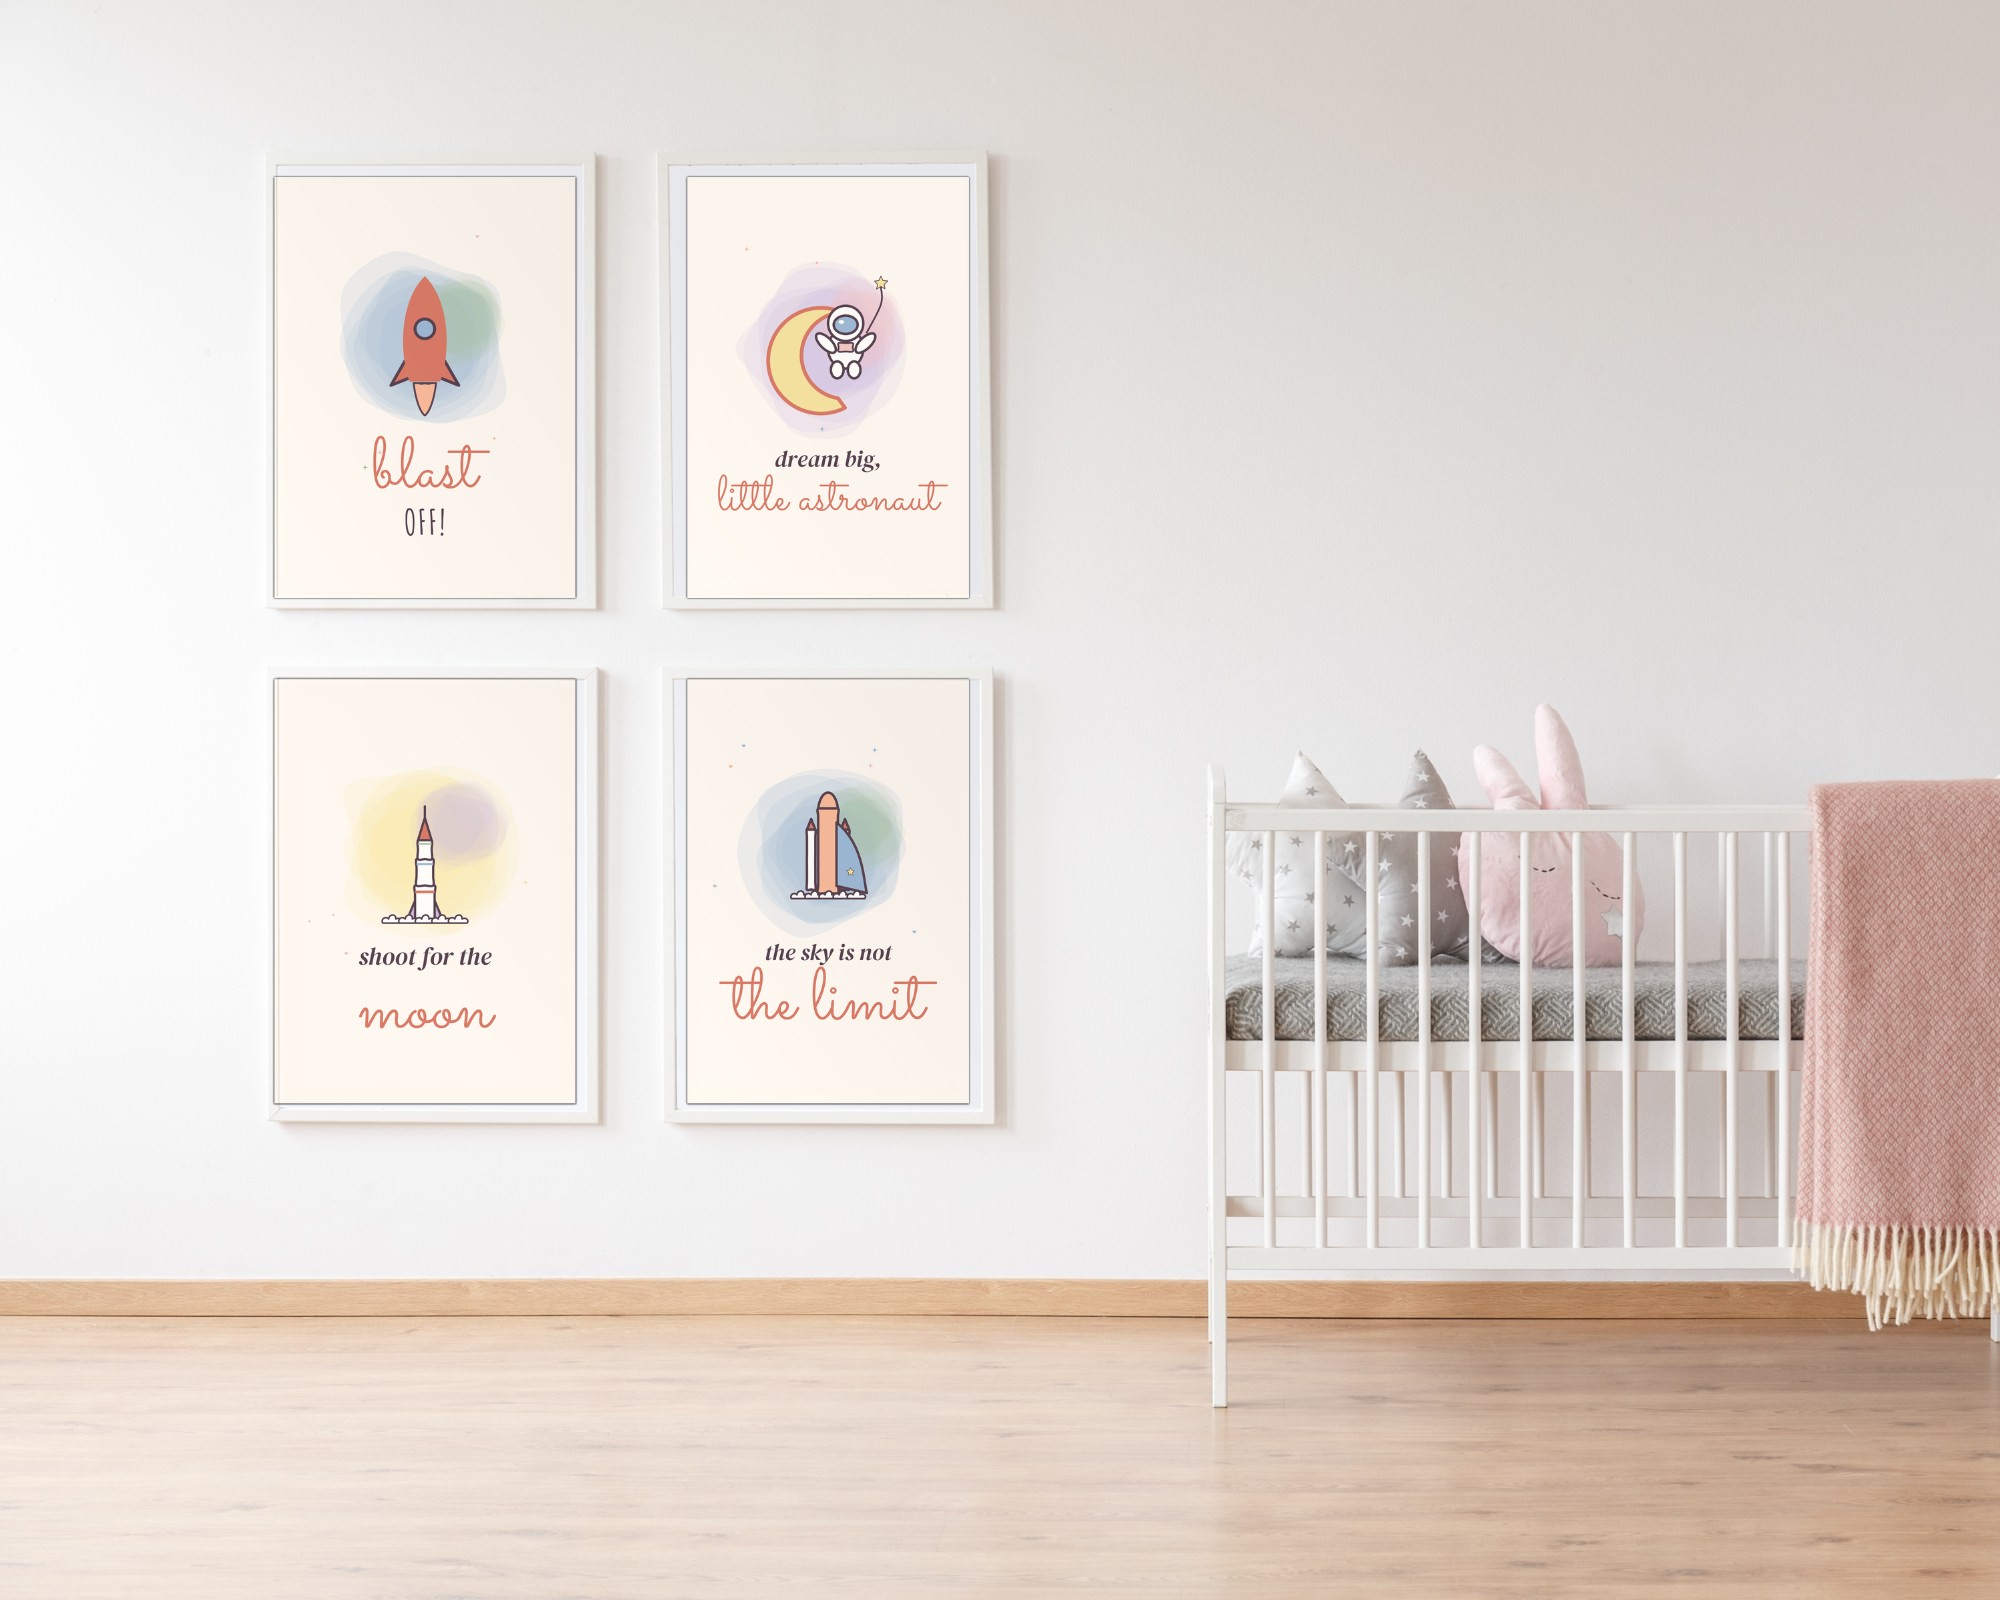 blast
OFF!
dream big,
little astronaut
shoot for the
moon
the sky is not
the limit